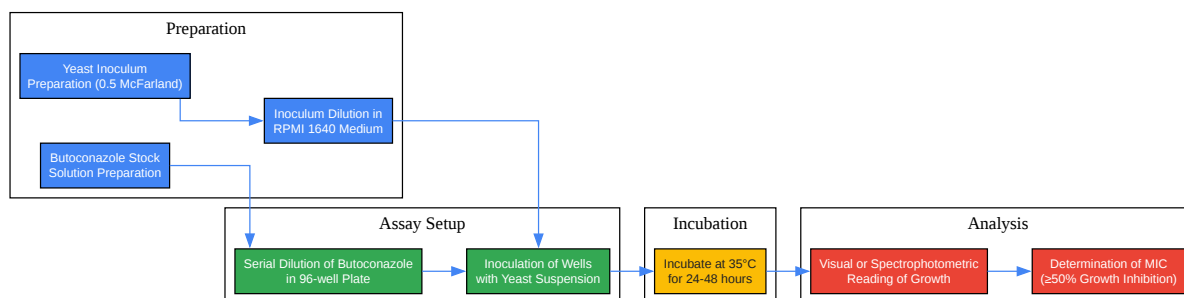 Preparation
Yeast Inoculum
Preparation (0.5 McFarland)
Inoculum Dilution in
RPMI 1640 Medium
Butoconazole Stock
Solution Preparation
Assay Setup
Serial Dilution of Butoconazole
in 96-well Plate
Inoculation of Wells
with Yeast Suspension
Incubation
Incubate at 35°C
for 24-48 hours
Analysis
Visual or Spectrophotometric
Reading of Growth
Determination of MIC
(≥50% Growth Inhibition)